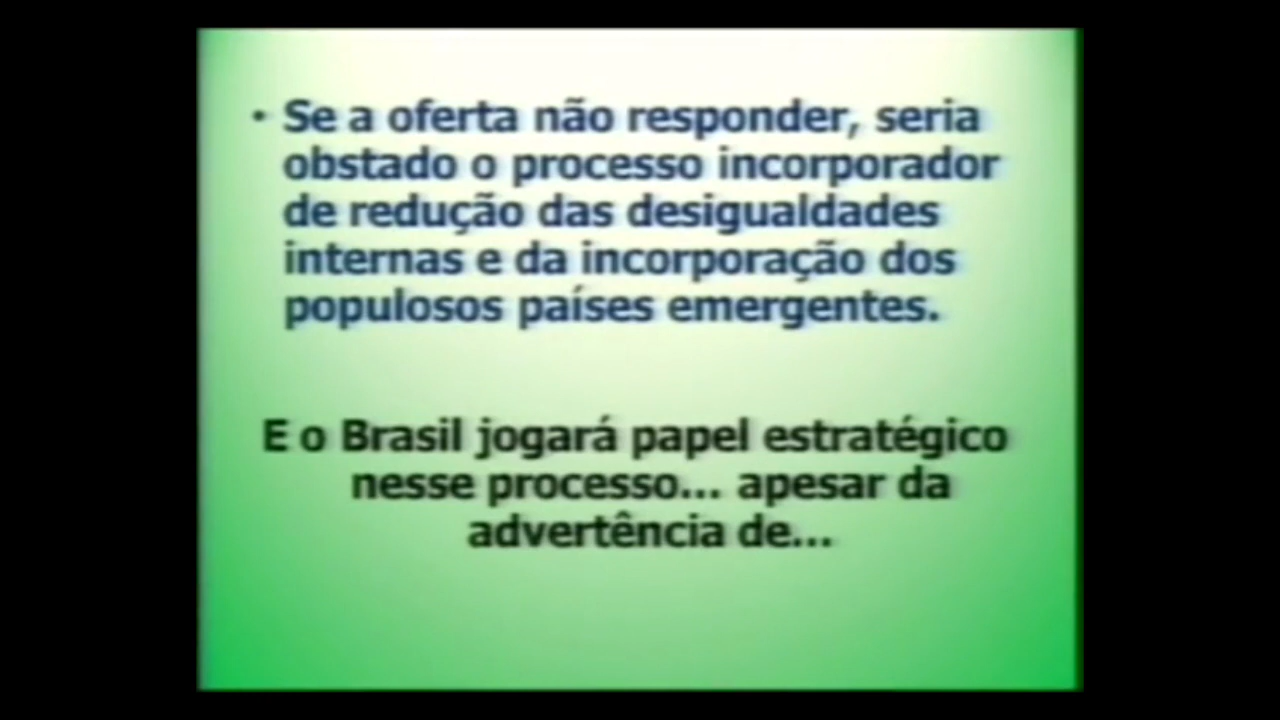 • Se a oferta não responder, seria
obstado o processo incorporador
de redução das desigualdades
internas e da incorporação dos
populosos países emergentes.
E o Brasil jogará papel estratégico
nesse processo... apesar da
advertência de...